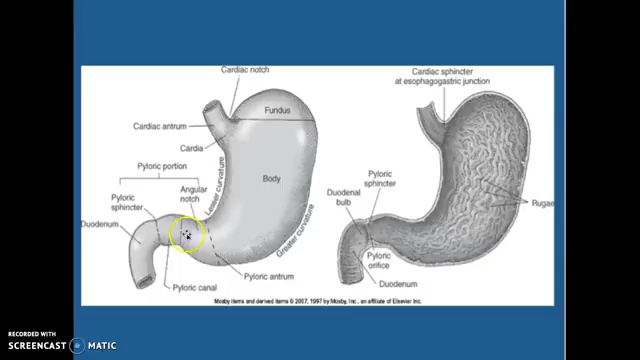 Cardiac notch
Fundus
Cardiac antrum
Cardia
Pyloric portion
Angular
notch
Lesser curvature
Body
Pyloric
sphincter
Duodenum
Greater curvature
Pyloric antrum
Pyloric canal
Cardiac sphincter
at esophagogastric junction
Pyloric
sphincter
Duodenal
bulb
Rugae
Pyloric
orifice
Duodenum
Mosby items and derived items © 2007, 1997 by Mosby, Inc., an affiliate of Elsevier Inc.
RECORDED WITH
SCREENCAST MATIC